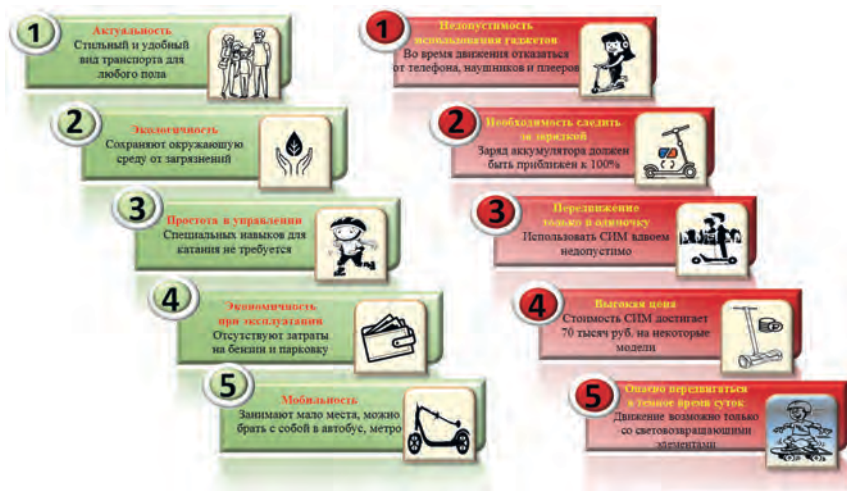 1
Актуальность
Стильный и удобный
вид транспорта для
любого пола
2
Экологичность
Сохраняют окружающую
среду от загрязнений
3
Простота в управлении
Специальных навыков для
катания не требуется
4
Экономичность
при эксплуатации
Отсутствуют затраты
на бензин и парковку
5
Мобильность
Занимают мало места, можно
брать с собой в автобус, метро
1
Недопустимость
использования гаджетов
Во время движения отказаться
от телефона, наушников и плееров
2
Необходимость следить
за зарядкой
Заряд аккумулятора должен
быть приближен к 100%
3
Передвижение
только в одиночку
Использовать СИМ вдвоем
недопустимо
4
Высокая цена
Стоимость СИМ достигает
70 тысяч руб. на некоторые
модели
5
Опасно передвигаться
в темное время суток
Движение возможно только
со световозвращающими
элементами